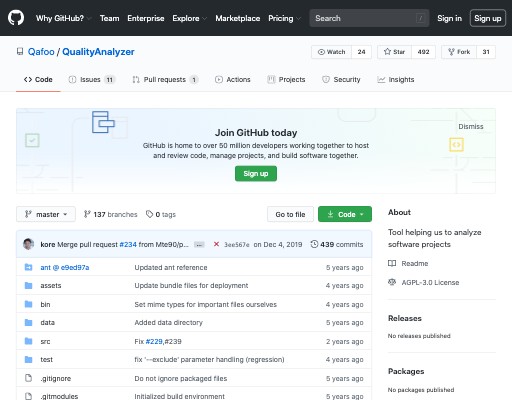 Why GitHub? Team Enterprise Explore Marketplace Pricing Search / Sign in Sign up
Qafoo / QualityAnalyzer Watch 24 Star 492 Fork 31
Code Issues 11 Pull requests 1 Actions Projects Security Insights
Dismiss
Join GitHub today
GitHub is home to over 50 million developers working together to host
and review code, manage projects, and build software together.
Sign up
master 137 branches 0 tags Go to file Code
kore Merge pull request #234 from Mte90/p... ... 3ee567e on Dec 4, 2019 439 commits
ant @ e9ed97a Updated ant reference 5 years ago
assets Update bundle files for deployment 4 years ago
bin Set mime types for important files ourselves 4 years ago
data Added data directory 5 years ago
src Fix #229,#239 2 years ago
test fix '--exclude' parameter handling (regression) 4 years ago
.gitignore Do not ignore packaged files 5 years ago
.gitmodules Initialized build environment 5 years ago
About
Tool helping us to analyze
software projects
Readme
AGPL-3.0 License
Releases
No releases published
Packages
No packages published